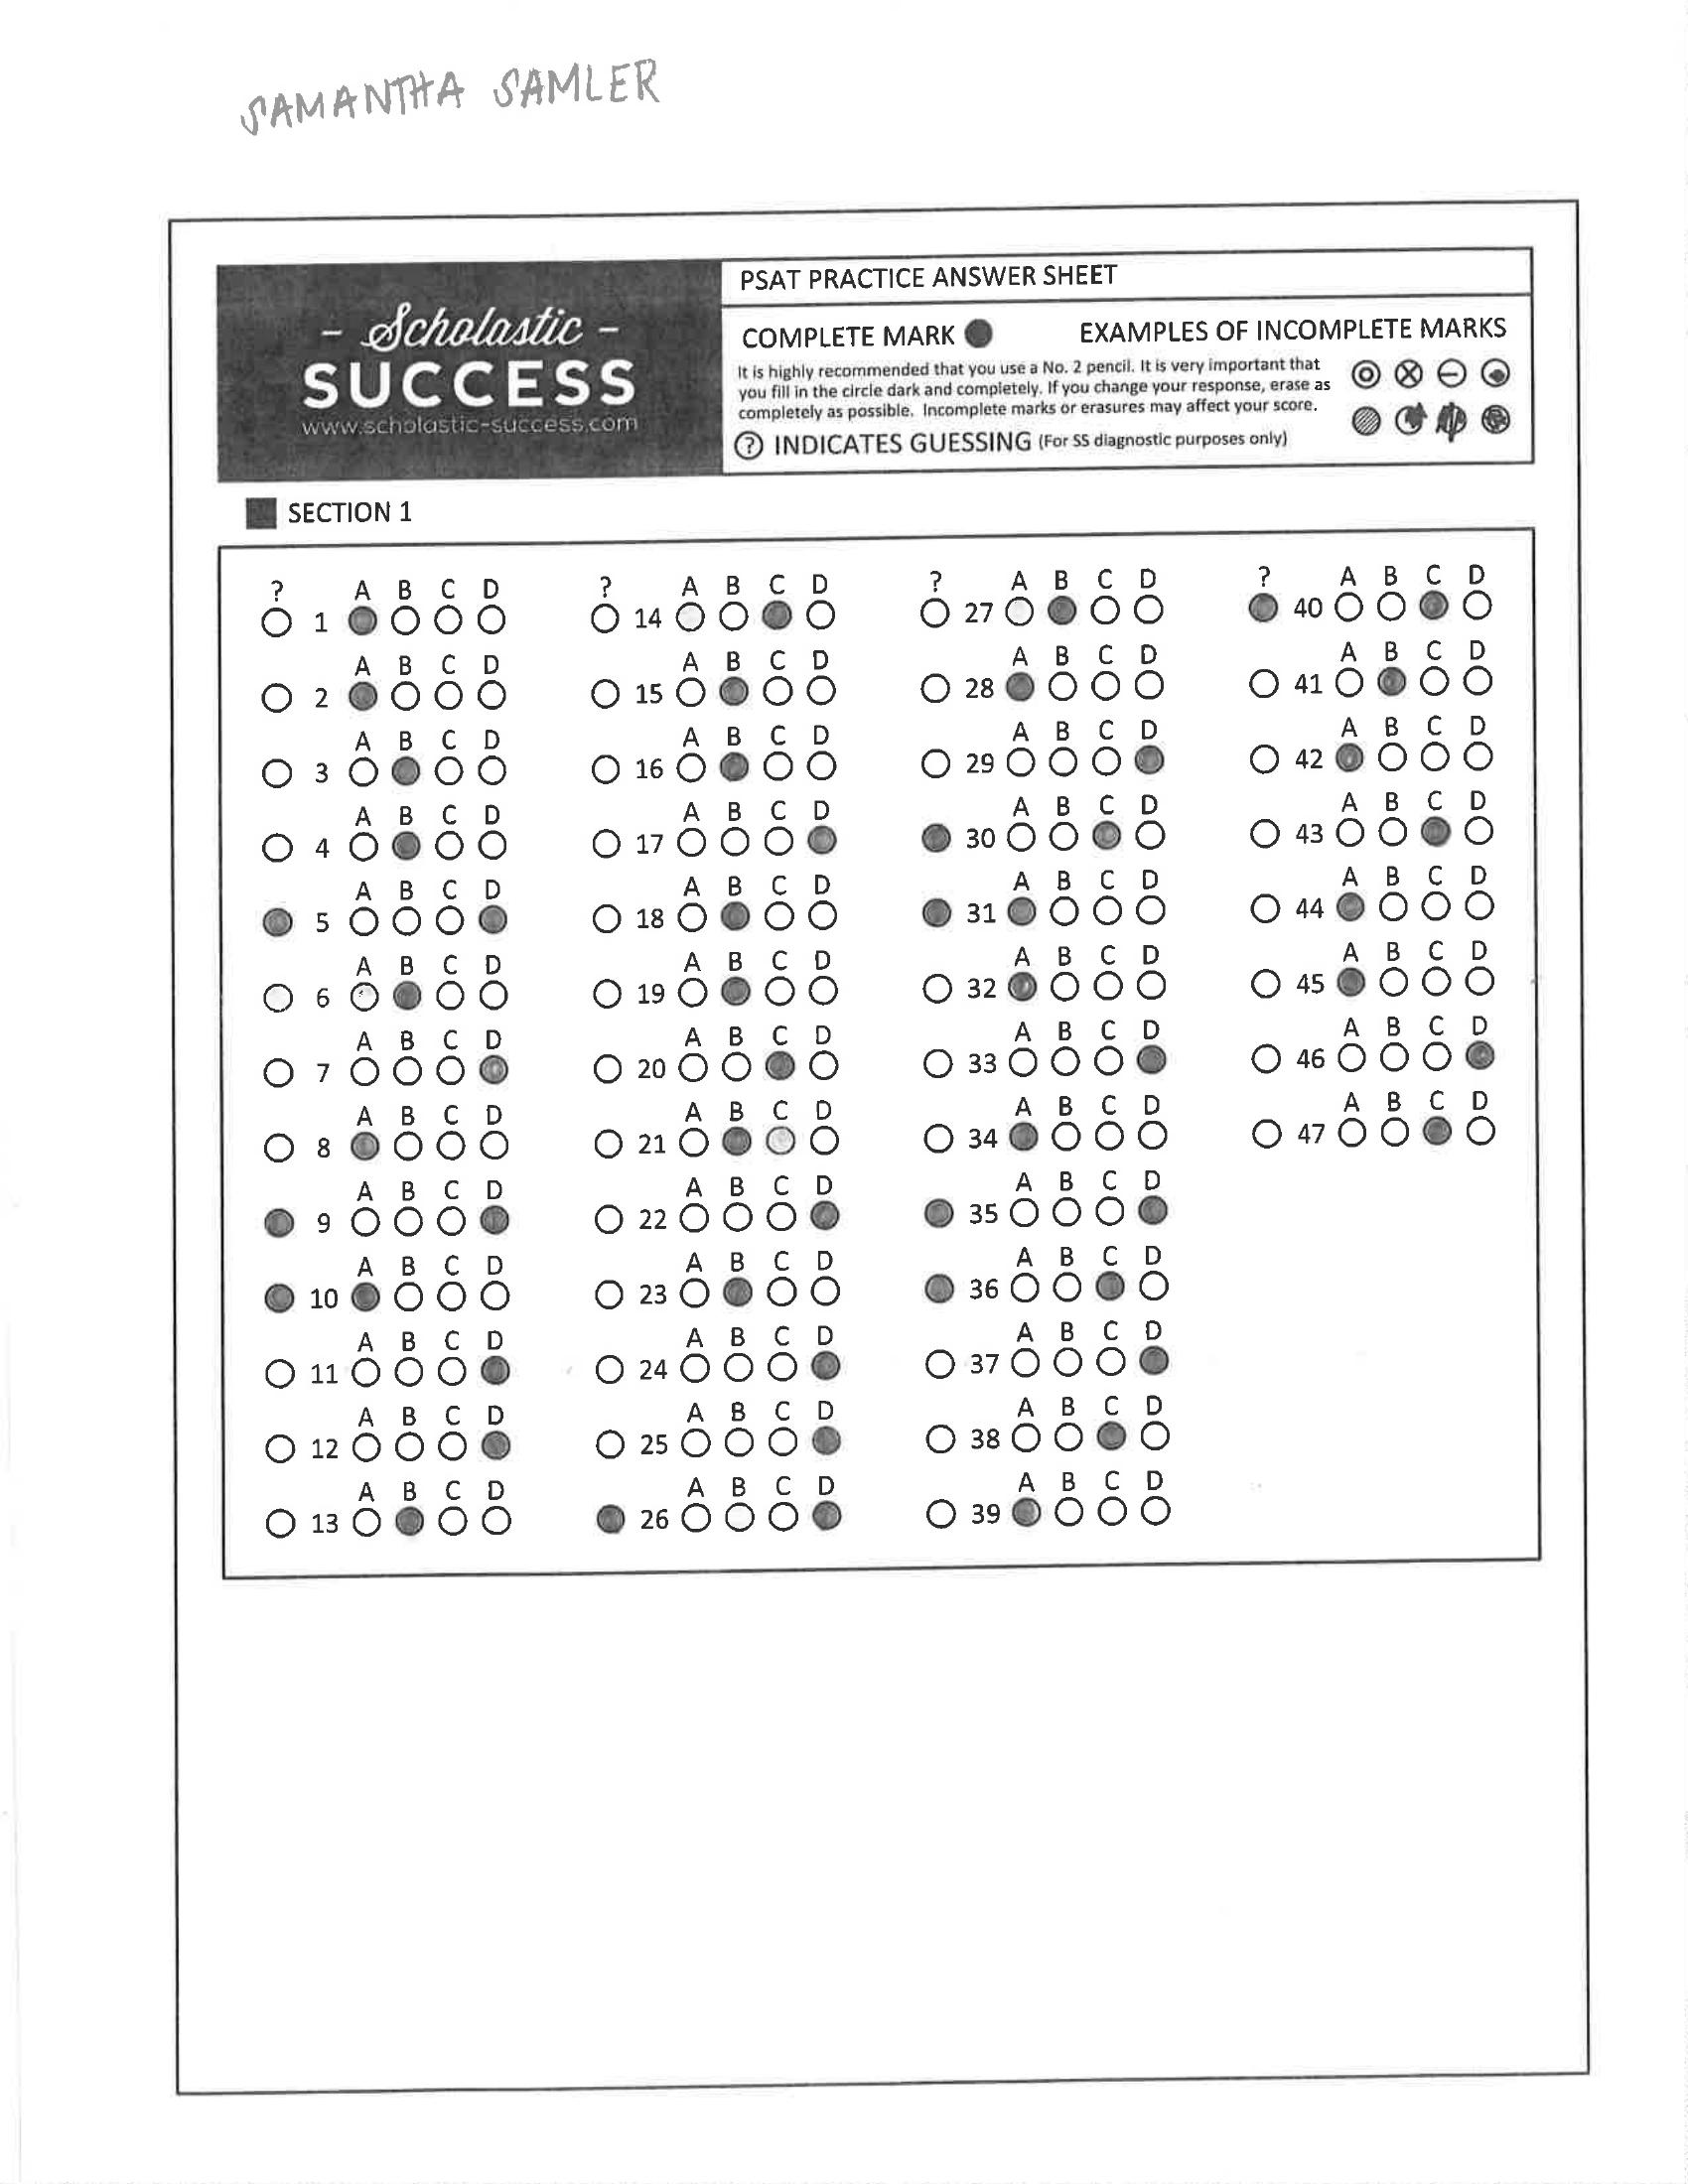 SAMANTHA SAMLER
- Scholastic -
SUCCESS
www.scholastic-success.com
PSAT PRACTICE ANSWER SHEET
COMPLETE MARK EXAMPLES OF INCOMPLETE MARKS
It is highly recommended that you use a No. 2 pencil. It is very important that
you fill in the circle dark and completely. If you change your response, erase as
completely as possible. Incomplete marks or erasures may affect your score.
? INDICATES GUESSING (For SS diagnostic purposes only)
SECTION 1
? A B C D ? A B C D ? A B C D ? A B C D
1 14 27 40
A B C D A B C D A B C D A B C D
2 15 28 41
A B C D A B C D A B C D A B C D
3 16 29 42
A B C D A B C D A B C D A B C D
4 17 30 43
A B C D A B C D A B C D A B C D
5 18 31 44
A B C D A B C D A B C D A B C D
6 19 32 45
A B C D A B C D A B C D A B C D
7 20 33 46
A B C D A B C D A B C D A B C D
8 21 34 47
A B C D A B C D A B C D
9 22 35
A B C D A B C D A B C D
10 23 36
A B C D A B C D A B C D
11 24 37
A B C D A B C D A B C D
12 25 38
A B C D A B C D A B C D
13 26 39